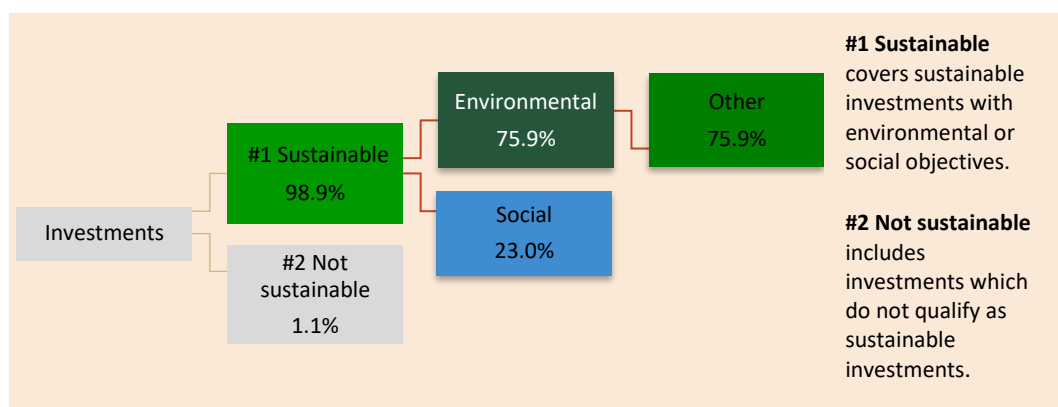 Investments
#1 Sustainable
98.9%
#2 Not
sustainable
1.1%
Environmental
75.9%
Social
23.0%
Other
75.9%
#1 Sustainable
covers sustainable
investments with
environmental or
social objectives.
#2 Not sustainable
includes
investments which
do not qualify as
sustainable
investments.